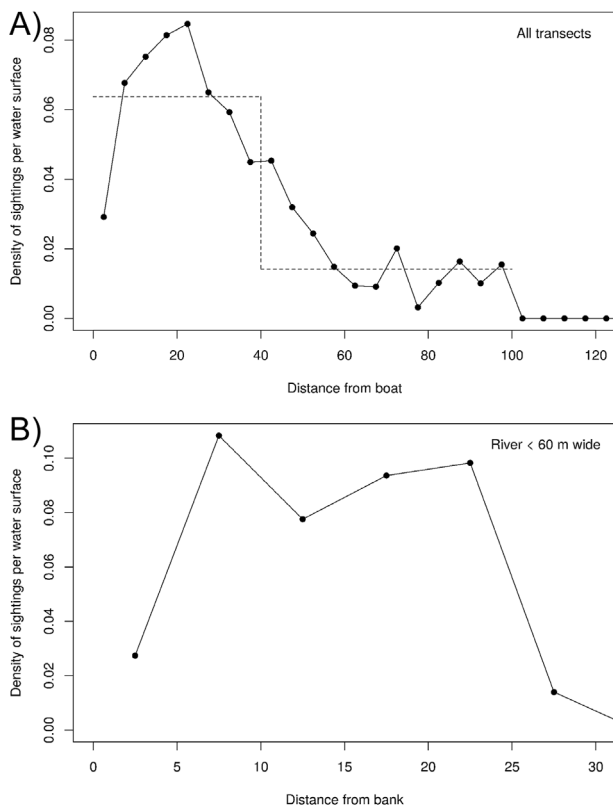 A)
All transects
Density of sightings per water surface
0.00 0.02 0.04 0.06 0.08
0 20 40 60 80 100 120
Distance from boat
B)
River < 60 m wide
Density of sightings per water surface
0.00 0.02 0.04 0.06 0.08 0.10
0 5 10 15 20 25 30
Distance from bank